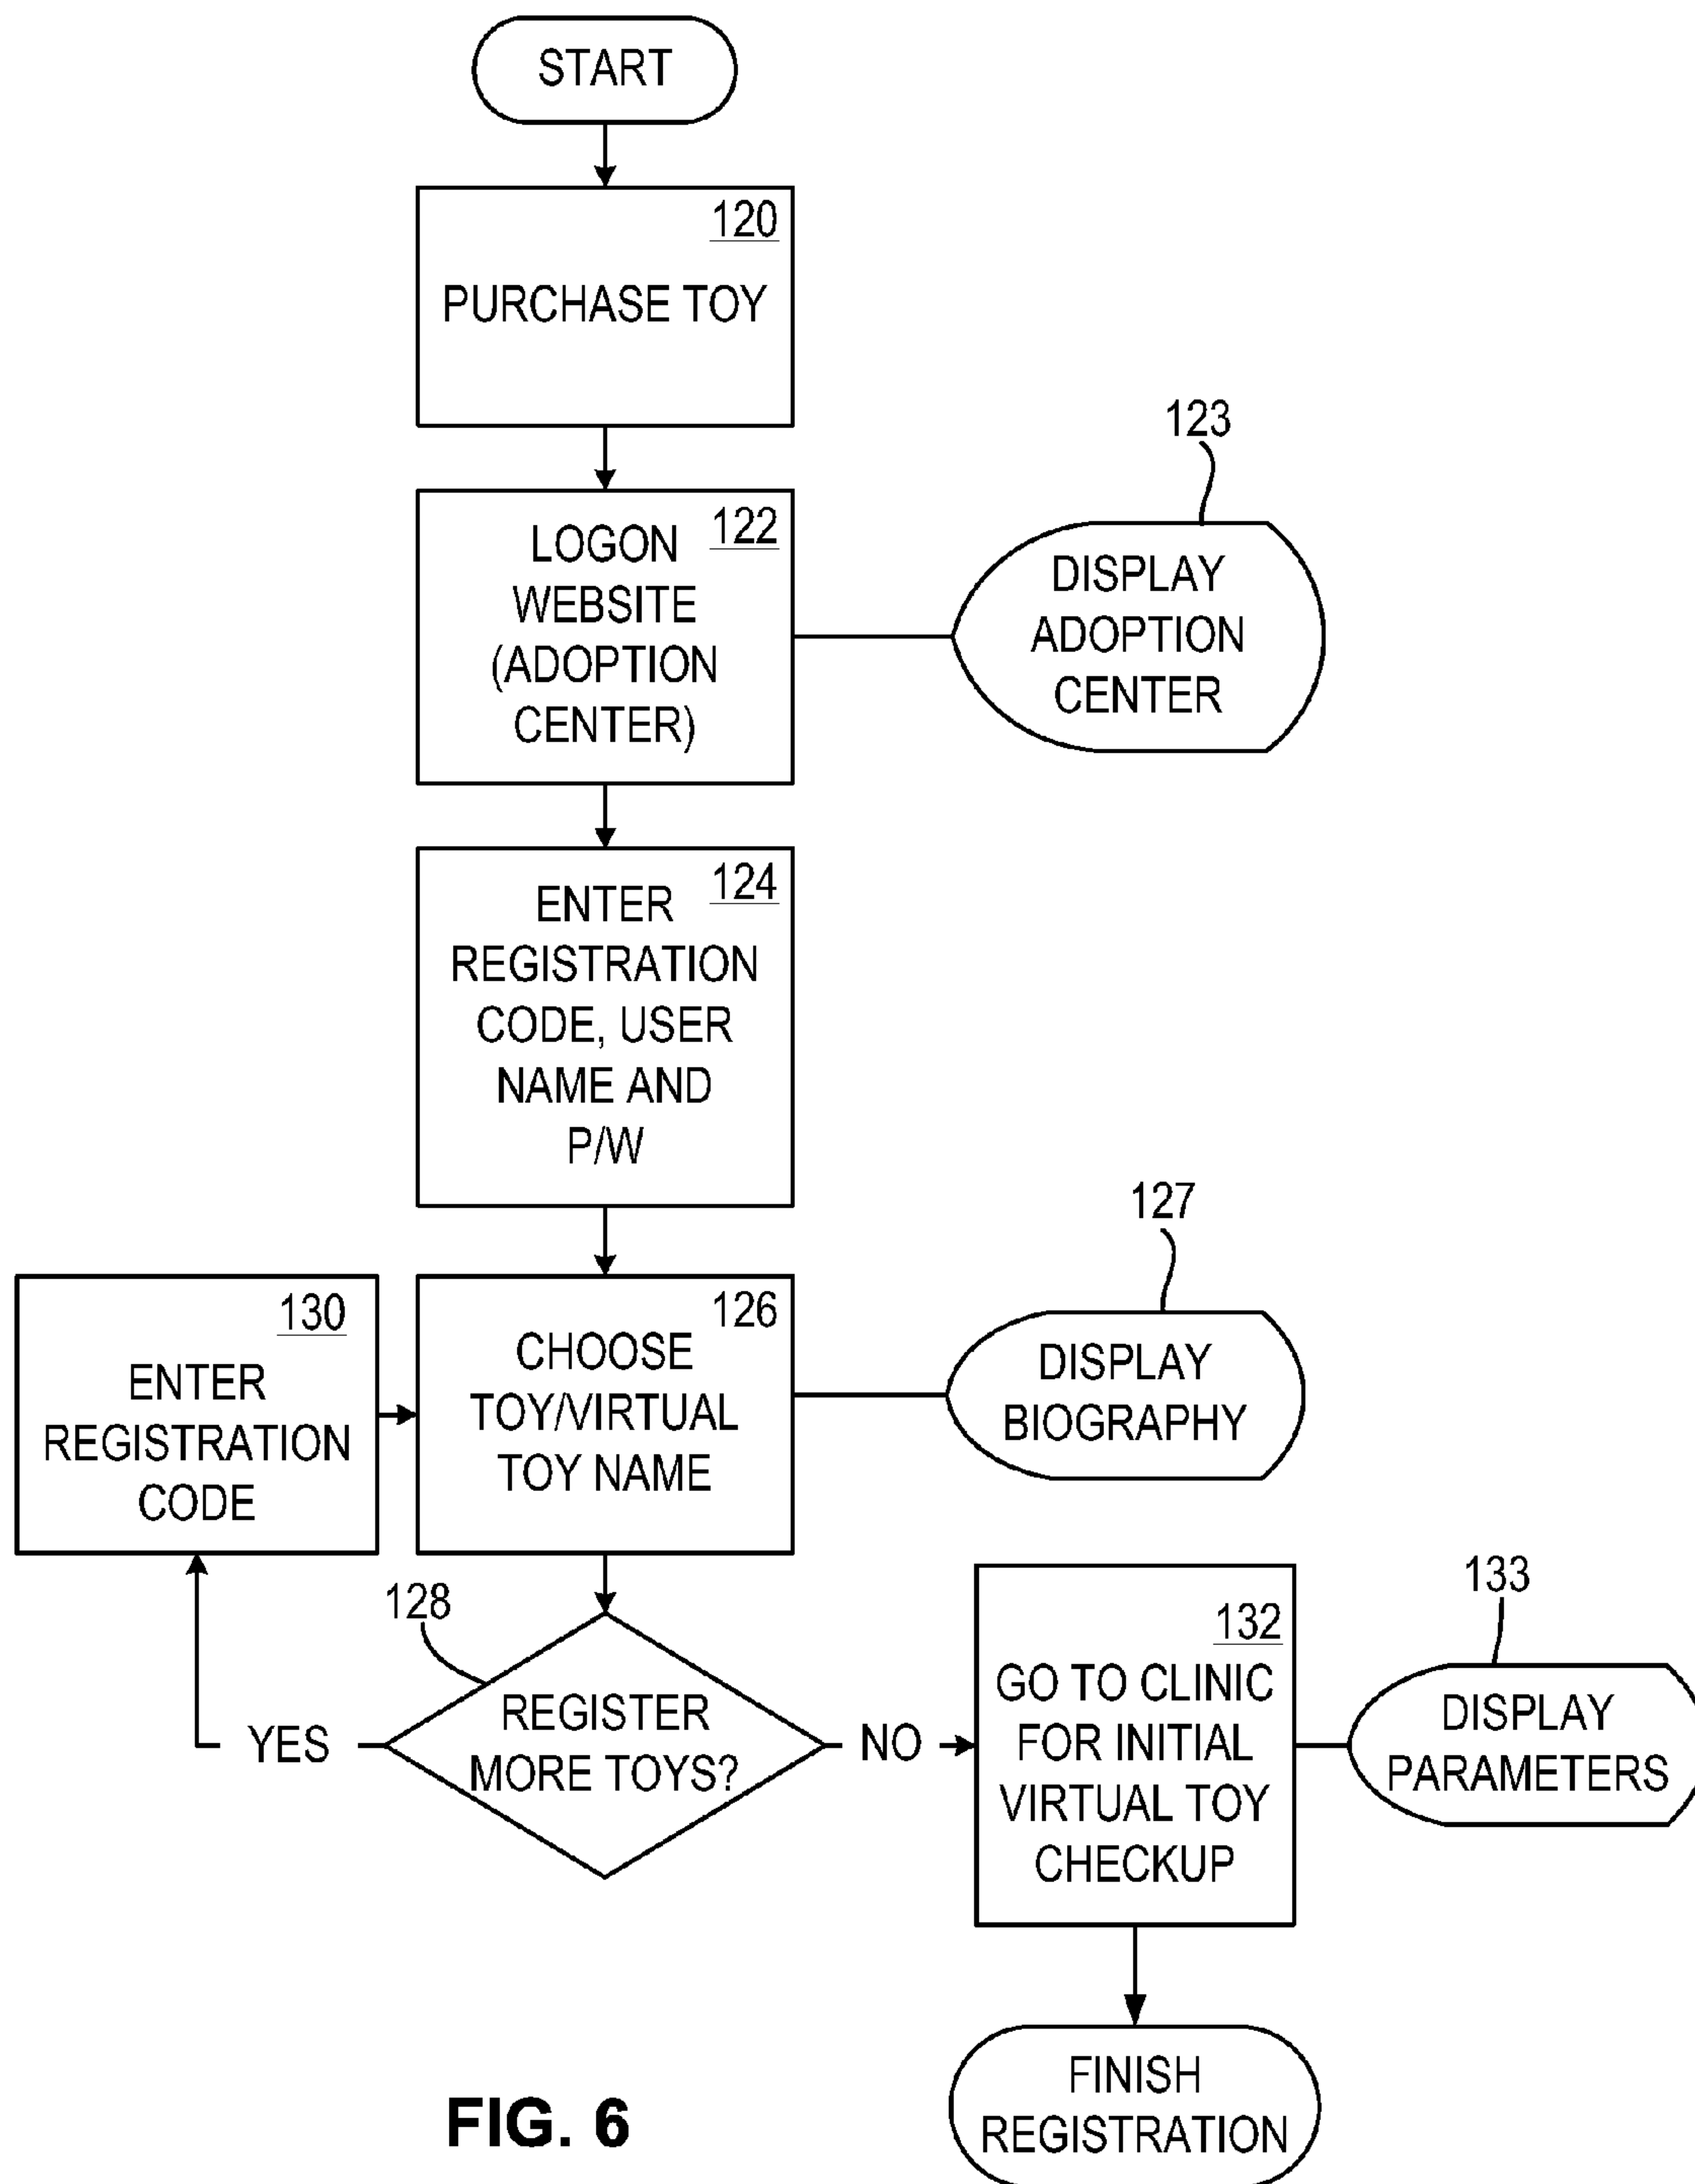 START
120
PURCHASE TOY
123
122
LOGON
WEBSITE
(ADOPTION
CENTER)
DISPLAY
ADOPTION
CENTER
124
ENTER
REGISTRATION
CODE, USER
NAME AND
P/W
127
130
ENTER
REGISTRATION
CODE
126
CHOOSE
TOY/VIRTUAL
TOY NAME
DISPLAY
BIOGRAPHY
128
REGISTER
MORE TOYS?
YES
NO
132
GO TO CLINIC
FOR INITIAL
VIRTUAL TOY
CHECKUP
133
DISPLAY
PARAMETERS
FINISH
REGISTRATION
FIG. 6